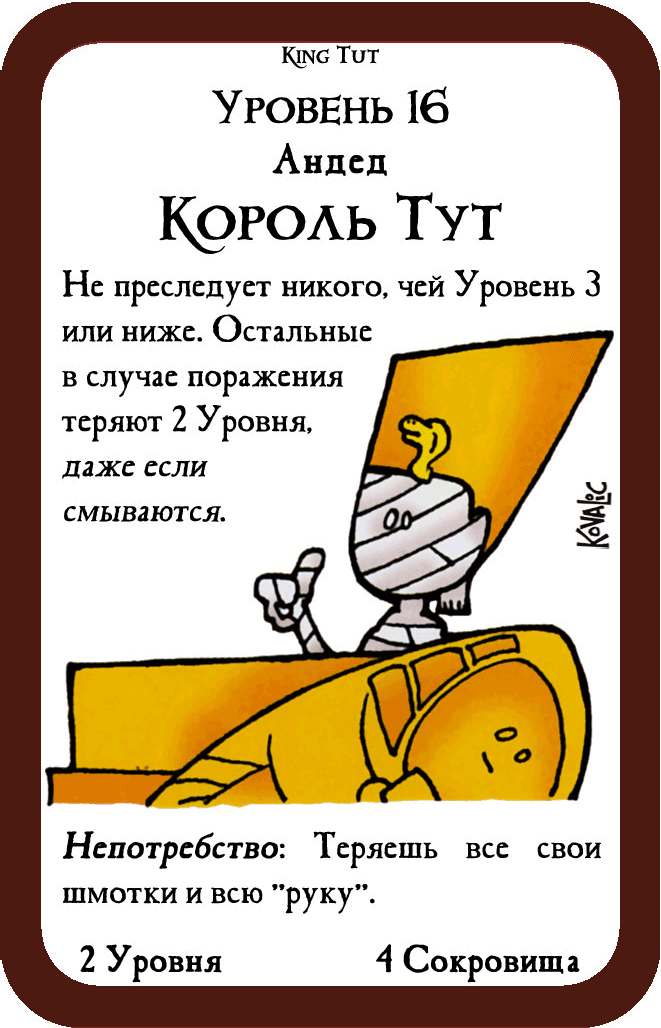 King Tut
Уровень 16
Андед
Король Тут
Не преследует никого, чей Уровень 3
или ниже. Остальные
в случае поражения
теряют 2 Уровня,
даже если
смываются.
Kovalic
Непотребство: Теряешь все свои
шмотки и всю "руку".
2 Уровня 4 Сокровища